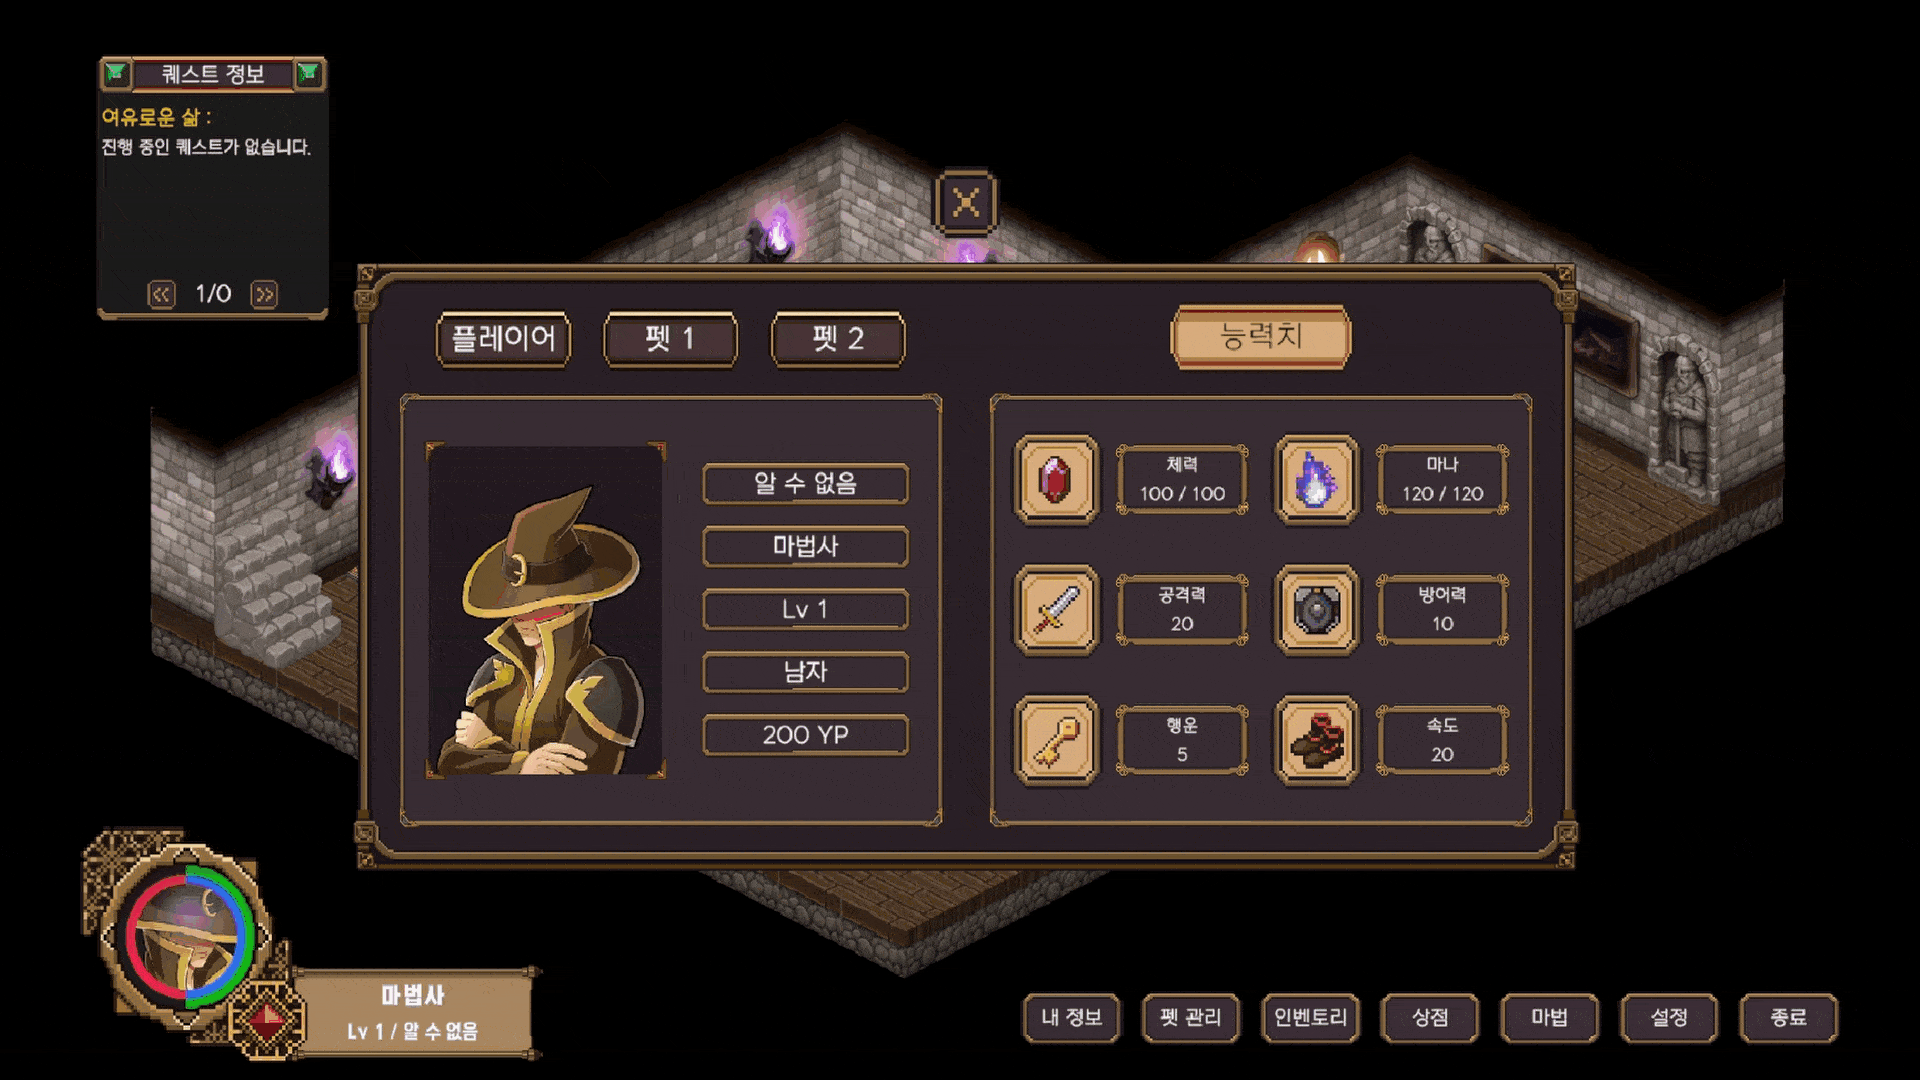 퀘스트 정보
여유로운 삶 :
진행 중인 퀘스트가 없습니다.
1/0
플레이어
펫 1
펫 2
능력치
알 수 없음
마법사
Lv 1
남자
200 YP
체력
100 / 100
마나
120 / 120
공격력
20
방어력
10
행운
5
속도
20
마법사
Lv 1 / 알 수 없음
내 정보
펫 관리
인벤토리
상점
마법
설정
종료